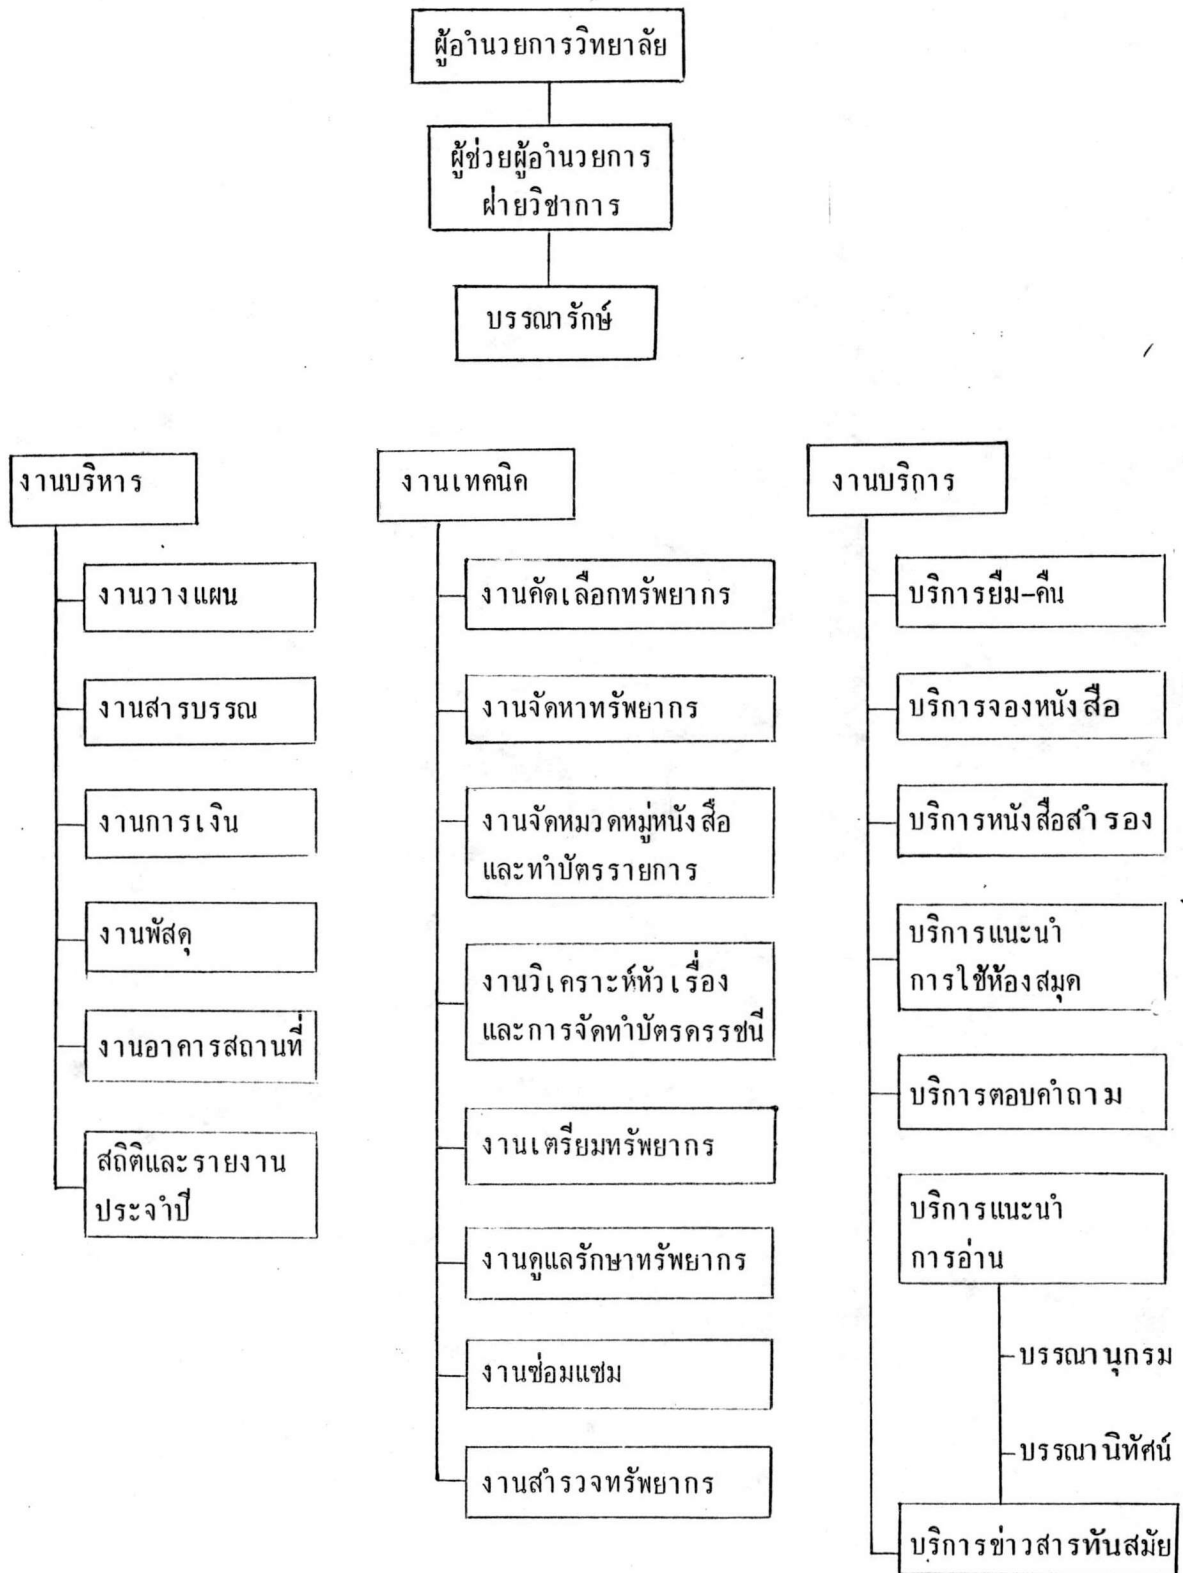 ผู้อำนวยการวิทยาลัย
ผู้ช่วยผู้อำนวยการ
ฝ่ายวิชาการ
บรรณารักษ์
งานบริหาร
งานวางแผน
งานสารบรรณ
งานการเงิน
งานพัสดุ
งานอาคารสถานที่
สถิติและรายงาน
ประจำปี
งานเทคนิค
งานคัดเลือกทรัพยากร
งานจัดหาทรัพยากร
งานจัดหมวดหมู่หนังสือ
และทำบัตรรายการ
งานวิเคราะห์หัวเรื่อง
และการจัดทำบัตรดรรชนี
งานเตรียมทรัพยากร
งานดูแลรักษาทรัพยากร
งานซ่อมแซม
งานสำรวจทรัพยากร
งานบริการ
บริการยืม-คืน
บริการจองหนังสือ
บริการหนังสือสำรอง
บริการแนะนำ
การใช้ห้องสมุด
บริการตอบคำถาม
บริการแนะนำ
การอ่าน
บรรณานุกรม
บรรณานิทัศน์
บริการข่าวสารทันสมัย